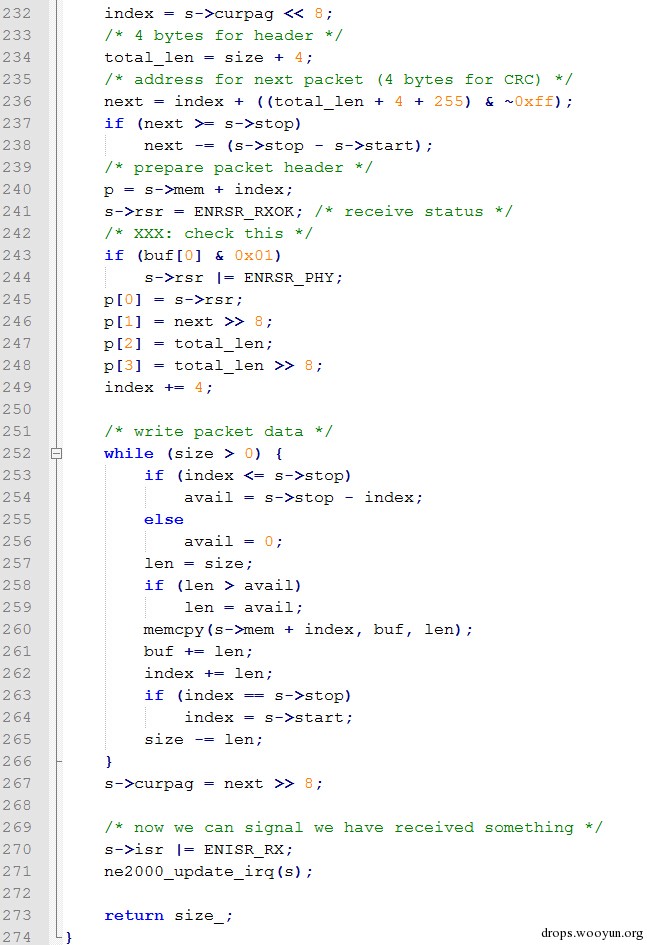 232 index = s->curpag << 8;
233 /* 4 bytes for header */
234 total_len = size + 4;
235 /* address for next packet (4 bytes for CRC) */
236 next = index + ((total_len + 4 + 255) & ~0xff);
237 if (next >= s->stop)
238 next -= (s->stop - s->start);
239 /* prepare packet header */
240 p = s->mem + index;
241 s->rsr = ENRSR_RXOK; /* receive status */
242 /* XXX: check this */
243 if (buf[0] & 0x01)
244 s->rsr |= ENRSR_PHY;
245 p[0] = s->rsr;
246 p[1] = next >> 8;
247 p[2] = total_len;
248 p[3] = total_len >> 8;
249 index += 4;
250
251 /* write packet data */
252 while (size > 0) {
253 if (index <= s->stop)
254 avail = s->stop - index;
255 else
256 avail = 0;
257 len = size;
258 if (len > avail)
259 len = avail;
260 memcpy(s->mem + index, buf, len);
261 buf += len;
262 index += len;
263 if (index == s->stop)
264 index = s->start;
265 size -= len;
266 }
267 s->curpag = next >> 8;
268
269 /* now we can signal we have received something */
270 s->isr |= ENISR_RX;
271 ne2000_update_irq(s);
272
273 return size_;
274 }
drops.wooyun.org